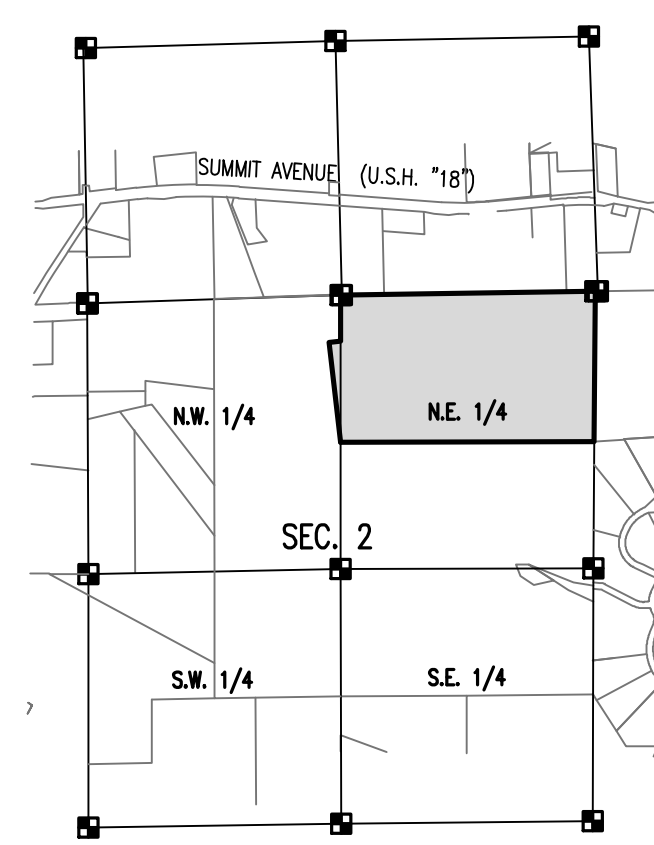 SUMMIT AVENUE (U.S.H. "18")
N.W. 1/4
N.E. 1/4
SEC. 2
S.W. 1/4
S.E. 1/4